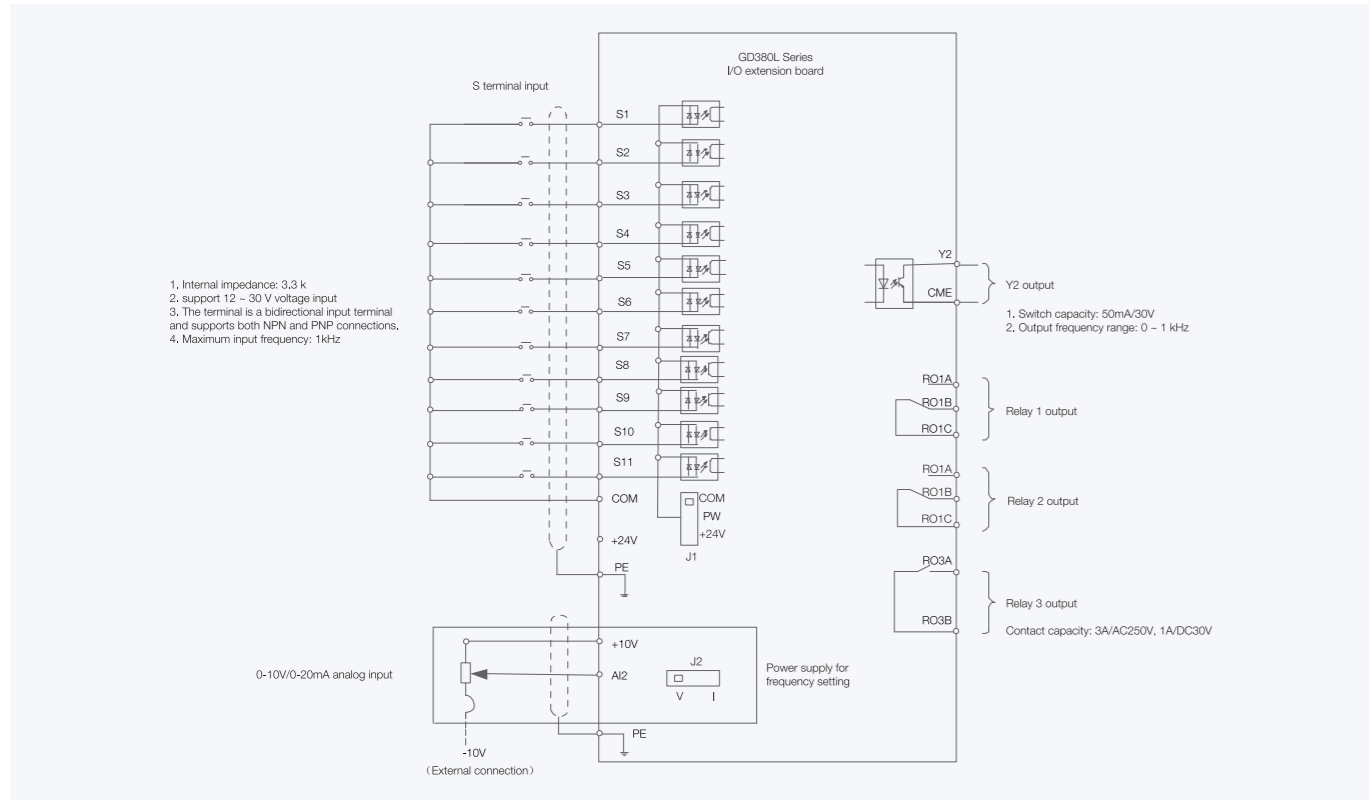 GD380L Series
I/O extension board
S terminal input
S1
S2
S3
S4
S5
S6
S7
S8
S9
S10
S11
COM
+24V
PE
COM
PW
+24V
J1
1. Internal impedance: 3.3 k
2. support 12 ~ 30 V voltage input
3. The terminal is a bidirectional input terminal
and supports both NPN and PNP connections.
4. Maximum input frequency: 1kHz
Y2
CME
Y2 output
1. Switch capacity: 50mA/30V
2. Output frequency range: 0 ~ 1 kHz
RO1A
RO1B
RO1C
Relay 1 output
RO1A
RO1B
RO1C
Relay 2 output
RO3A
RO3B
Relay 3 output
Contact capacity: 3A/AC250V, 1A/DC30V
0-10V/0-20mA analog input
+10V
AI2
J2
V I
Power supply for
frequency setting
PE
-10V
(External connection)